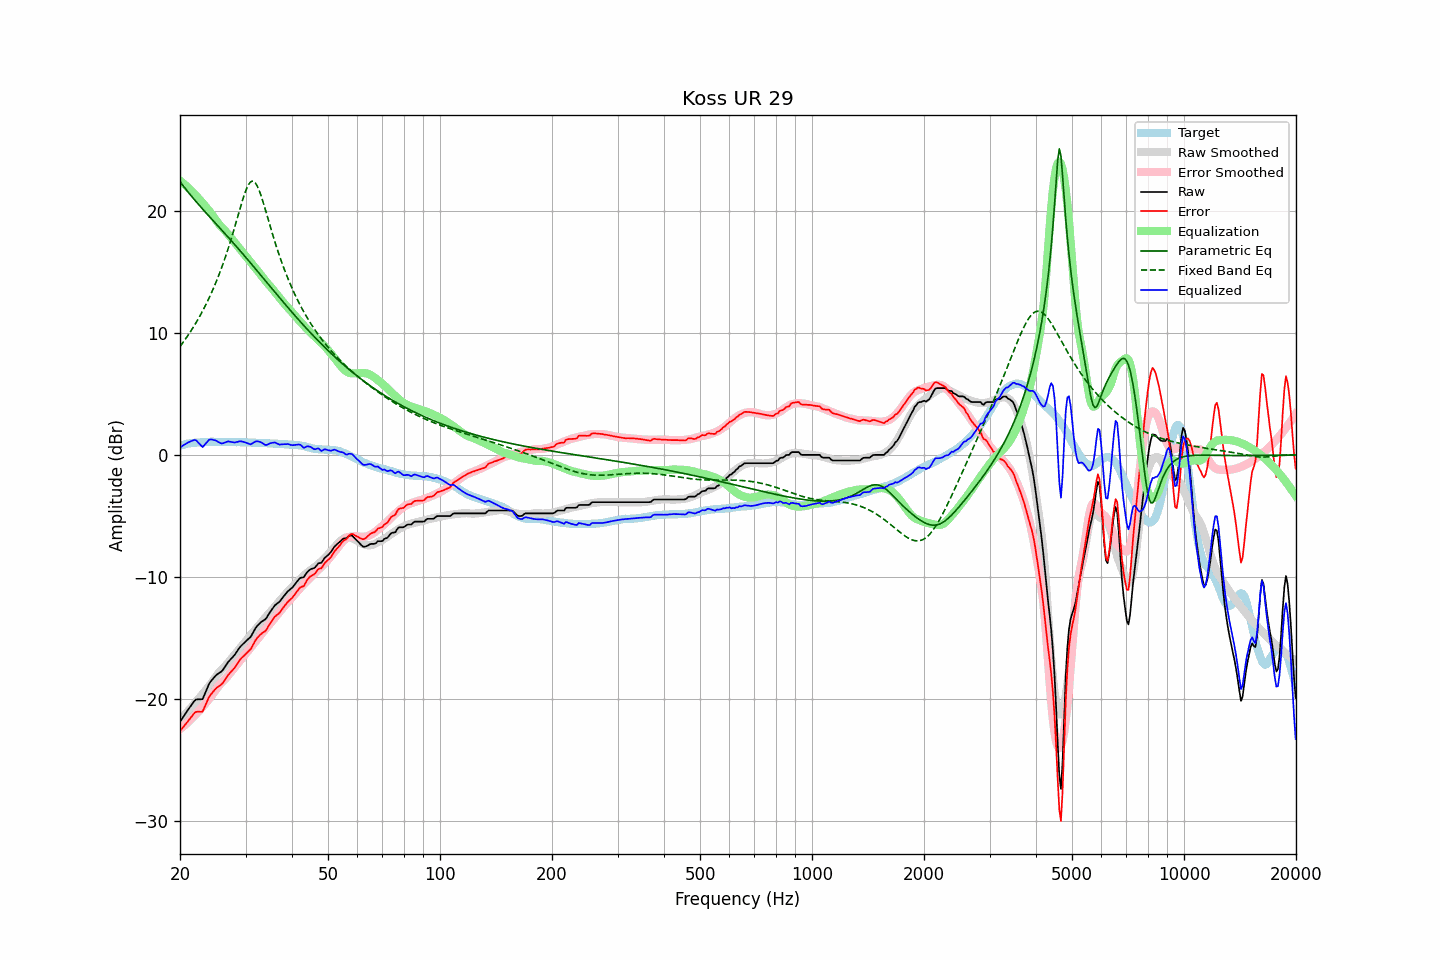 Koss UR 29
Amplitude (dBr)
20
10
0
−10
−20
−30
Target
Raw Smoothed
Error Smoothed
Raw
Error
Equalization
Parametric Eq
Fixed Band Eq
Equalized
20 50 100 200 500 1000 2000 5000 10000 20000
Frequency (Hz)